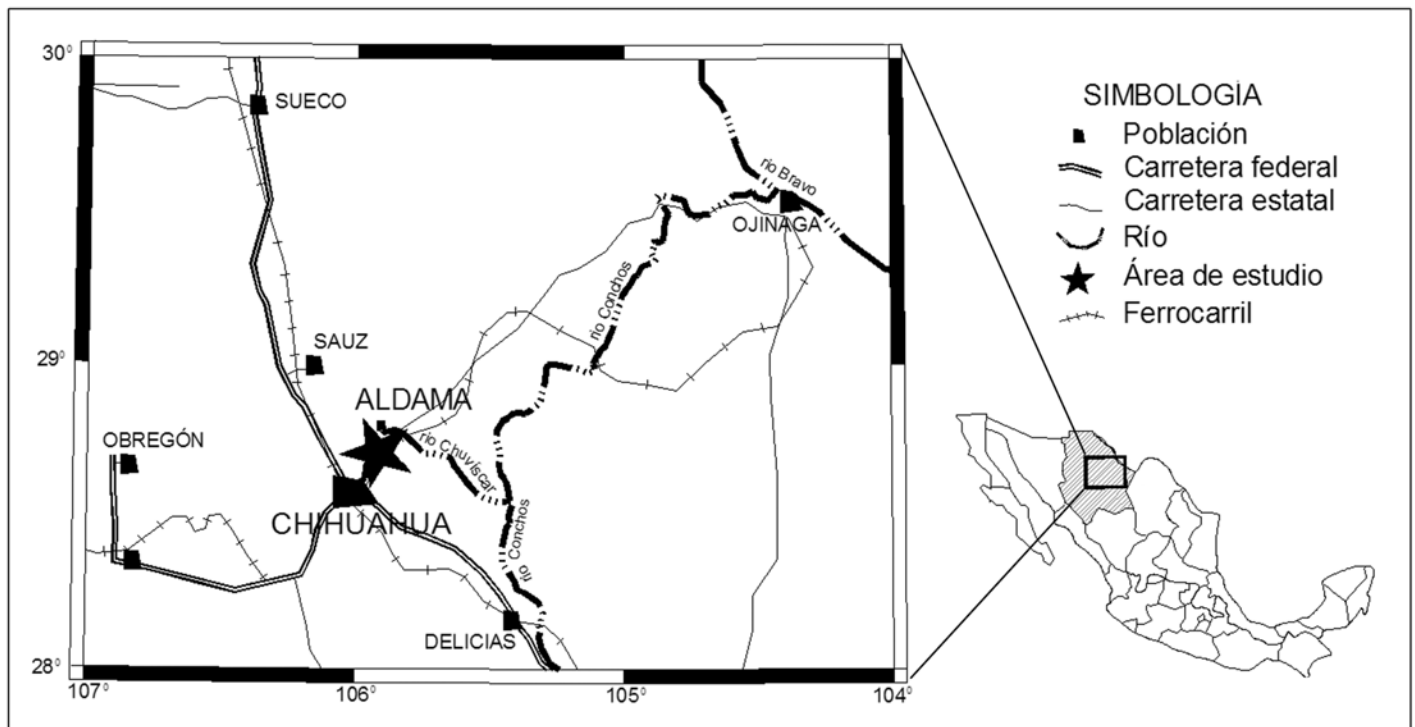 30°
SUECO
río Bravo
OJINAGA
río Conchos
29°
SAUZ
ALDAMA
OBREGÓN
río Chuvíscar
CHIHUAHUA
río Conchos
DELICIAS
28°
107°
106°
105°
104°
SIMBOLOGÍA
Población
Carretera federal
Carretera estatal
Río
Área de estudio
Ferrocarril